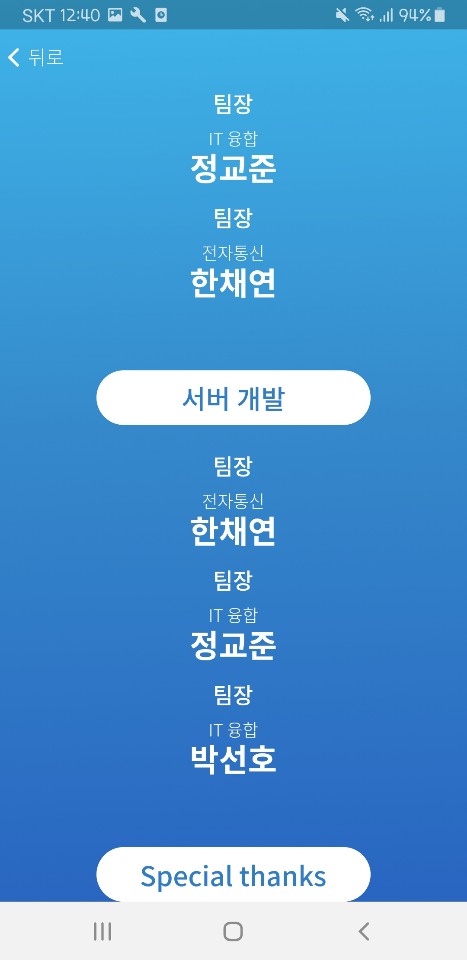 SKT 12:40 94%
뒤로
팀장
IT 융합
정교준
팀장
전자통신
한채연
서버 개발
팀장
전자통신
한채연
팀장
IT 융합
정교준
팀장
IT 융합
박선호
Special thanks